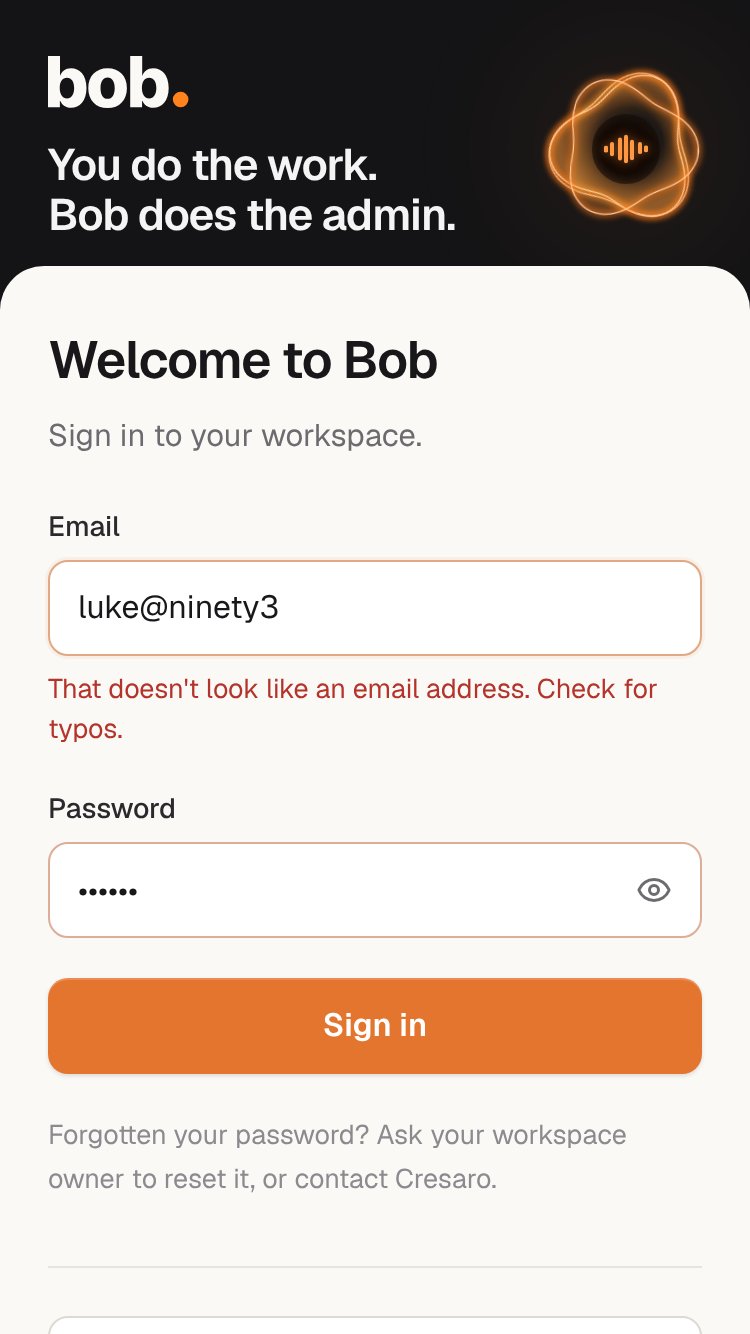 bob.
You do the work.
Bob does the admin.
Welcome to Bob
Sign in to your workspace.
Email
luke@ninety3
That doesn't look like an email address. Check for
typos.
Password
••••••
Sign in
Forgotten your password? Ask your workspace
owner to reset it, or contact Cresaro.